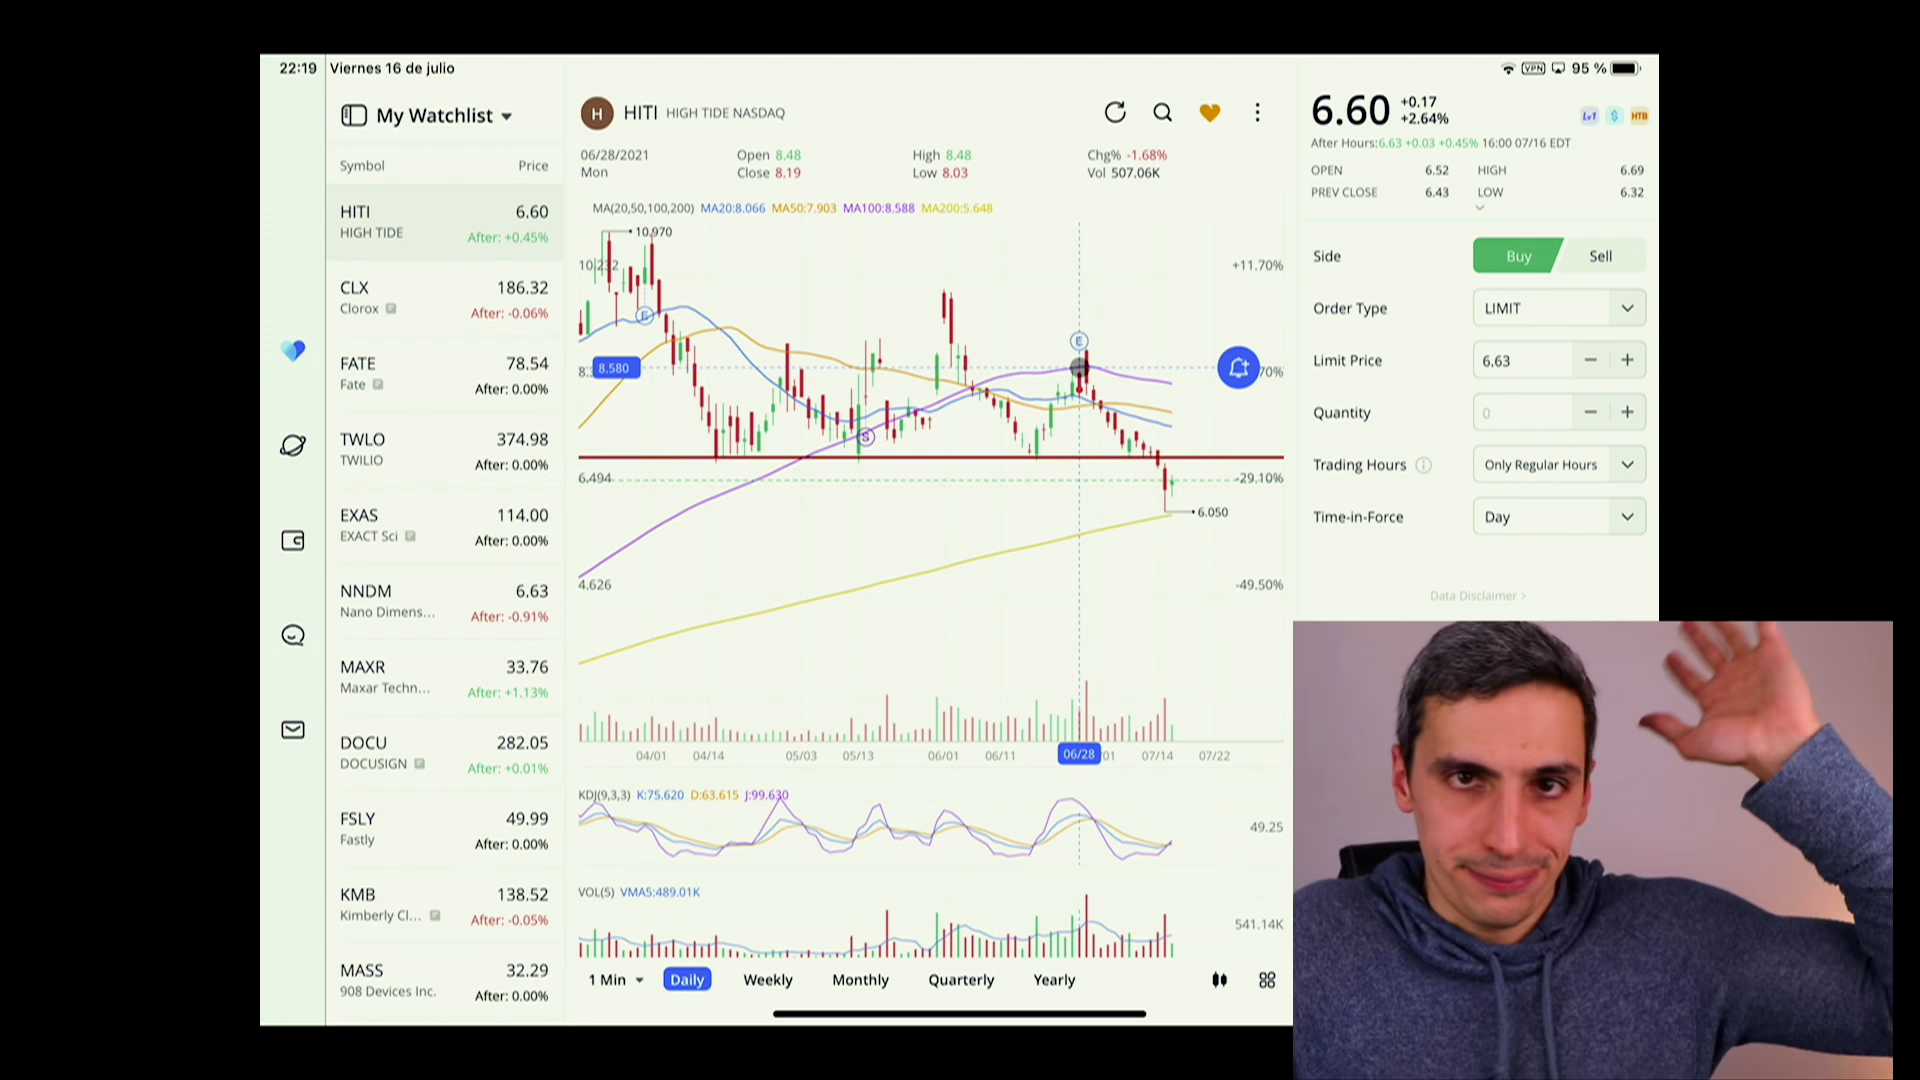 22:19 Viernes 16 de julio
VPN 95 %
My Watchlist
Symbol Price
HITI 6.60
HIGH TIDE After: +0.45%
CLX 186.32
Clorox After: -0.06%
FATE 78.54
Fate After: 0.00%
TWLO 374.98
TWILIO After: 0.00%
EXAS 114.00
EXACT Sci After: 0.00%
NNDM 6.63
Nano Dimens... After: -0.91%
MAXR 33.76
Maxar Techn... After: +1.13%
DOCU 282.05
DOCUSIGN After: +0.01%
FSLY 49.99
Fastly After: 0.00%
KMB 138.52
Kimberly Cl... After: -0.05%
MASS 32.29
908 Devices Inc. After: 0.00%
H HITI HIGH TIDE NASDAQ
06/28/2021 Open 8.48 High 8.48 Chg% -1.68%
Mon Close 8.19 Low 8.03 Vol 507.06K
MA(20,50,100,200) MA20:8.066 MA50:7.903 MA100:8.588 MA200:5.648
10.970
10.232 +11.70%
E
E
8.580
70%
S
6.494 -29.10%
6.050
4.626 -49.50%
04/01 04/14 05/03 05/13 06/01 06/11 06/28 01 07/14 07/22
KDJ(9,3,3) K:75.620 D:63.615 J:99.630
49.25
VOL(5) VMA5:489.01K
541.14K
1 Min Daily Weekly Monthly Quarterly Yearly
6.60 +0.17
+2.64%
Lv1 $ HTB
After Hours:6.63 +0.03 +0.45% 16:00 07/16 EDT
OPEN 6.52 HIGH 6.69
PREV CLOSE 6.43 LOW 6.32
Side Buy Sell
Order Type LIMIT
Limit Price 6.63 − +
Quantity 0 − +
Trading Hours Only Regular Hours
Time-in-Force Day
Data Disclaimer >